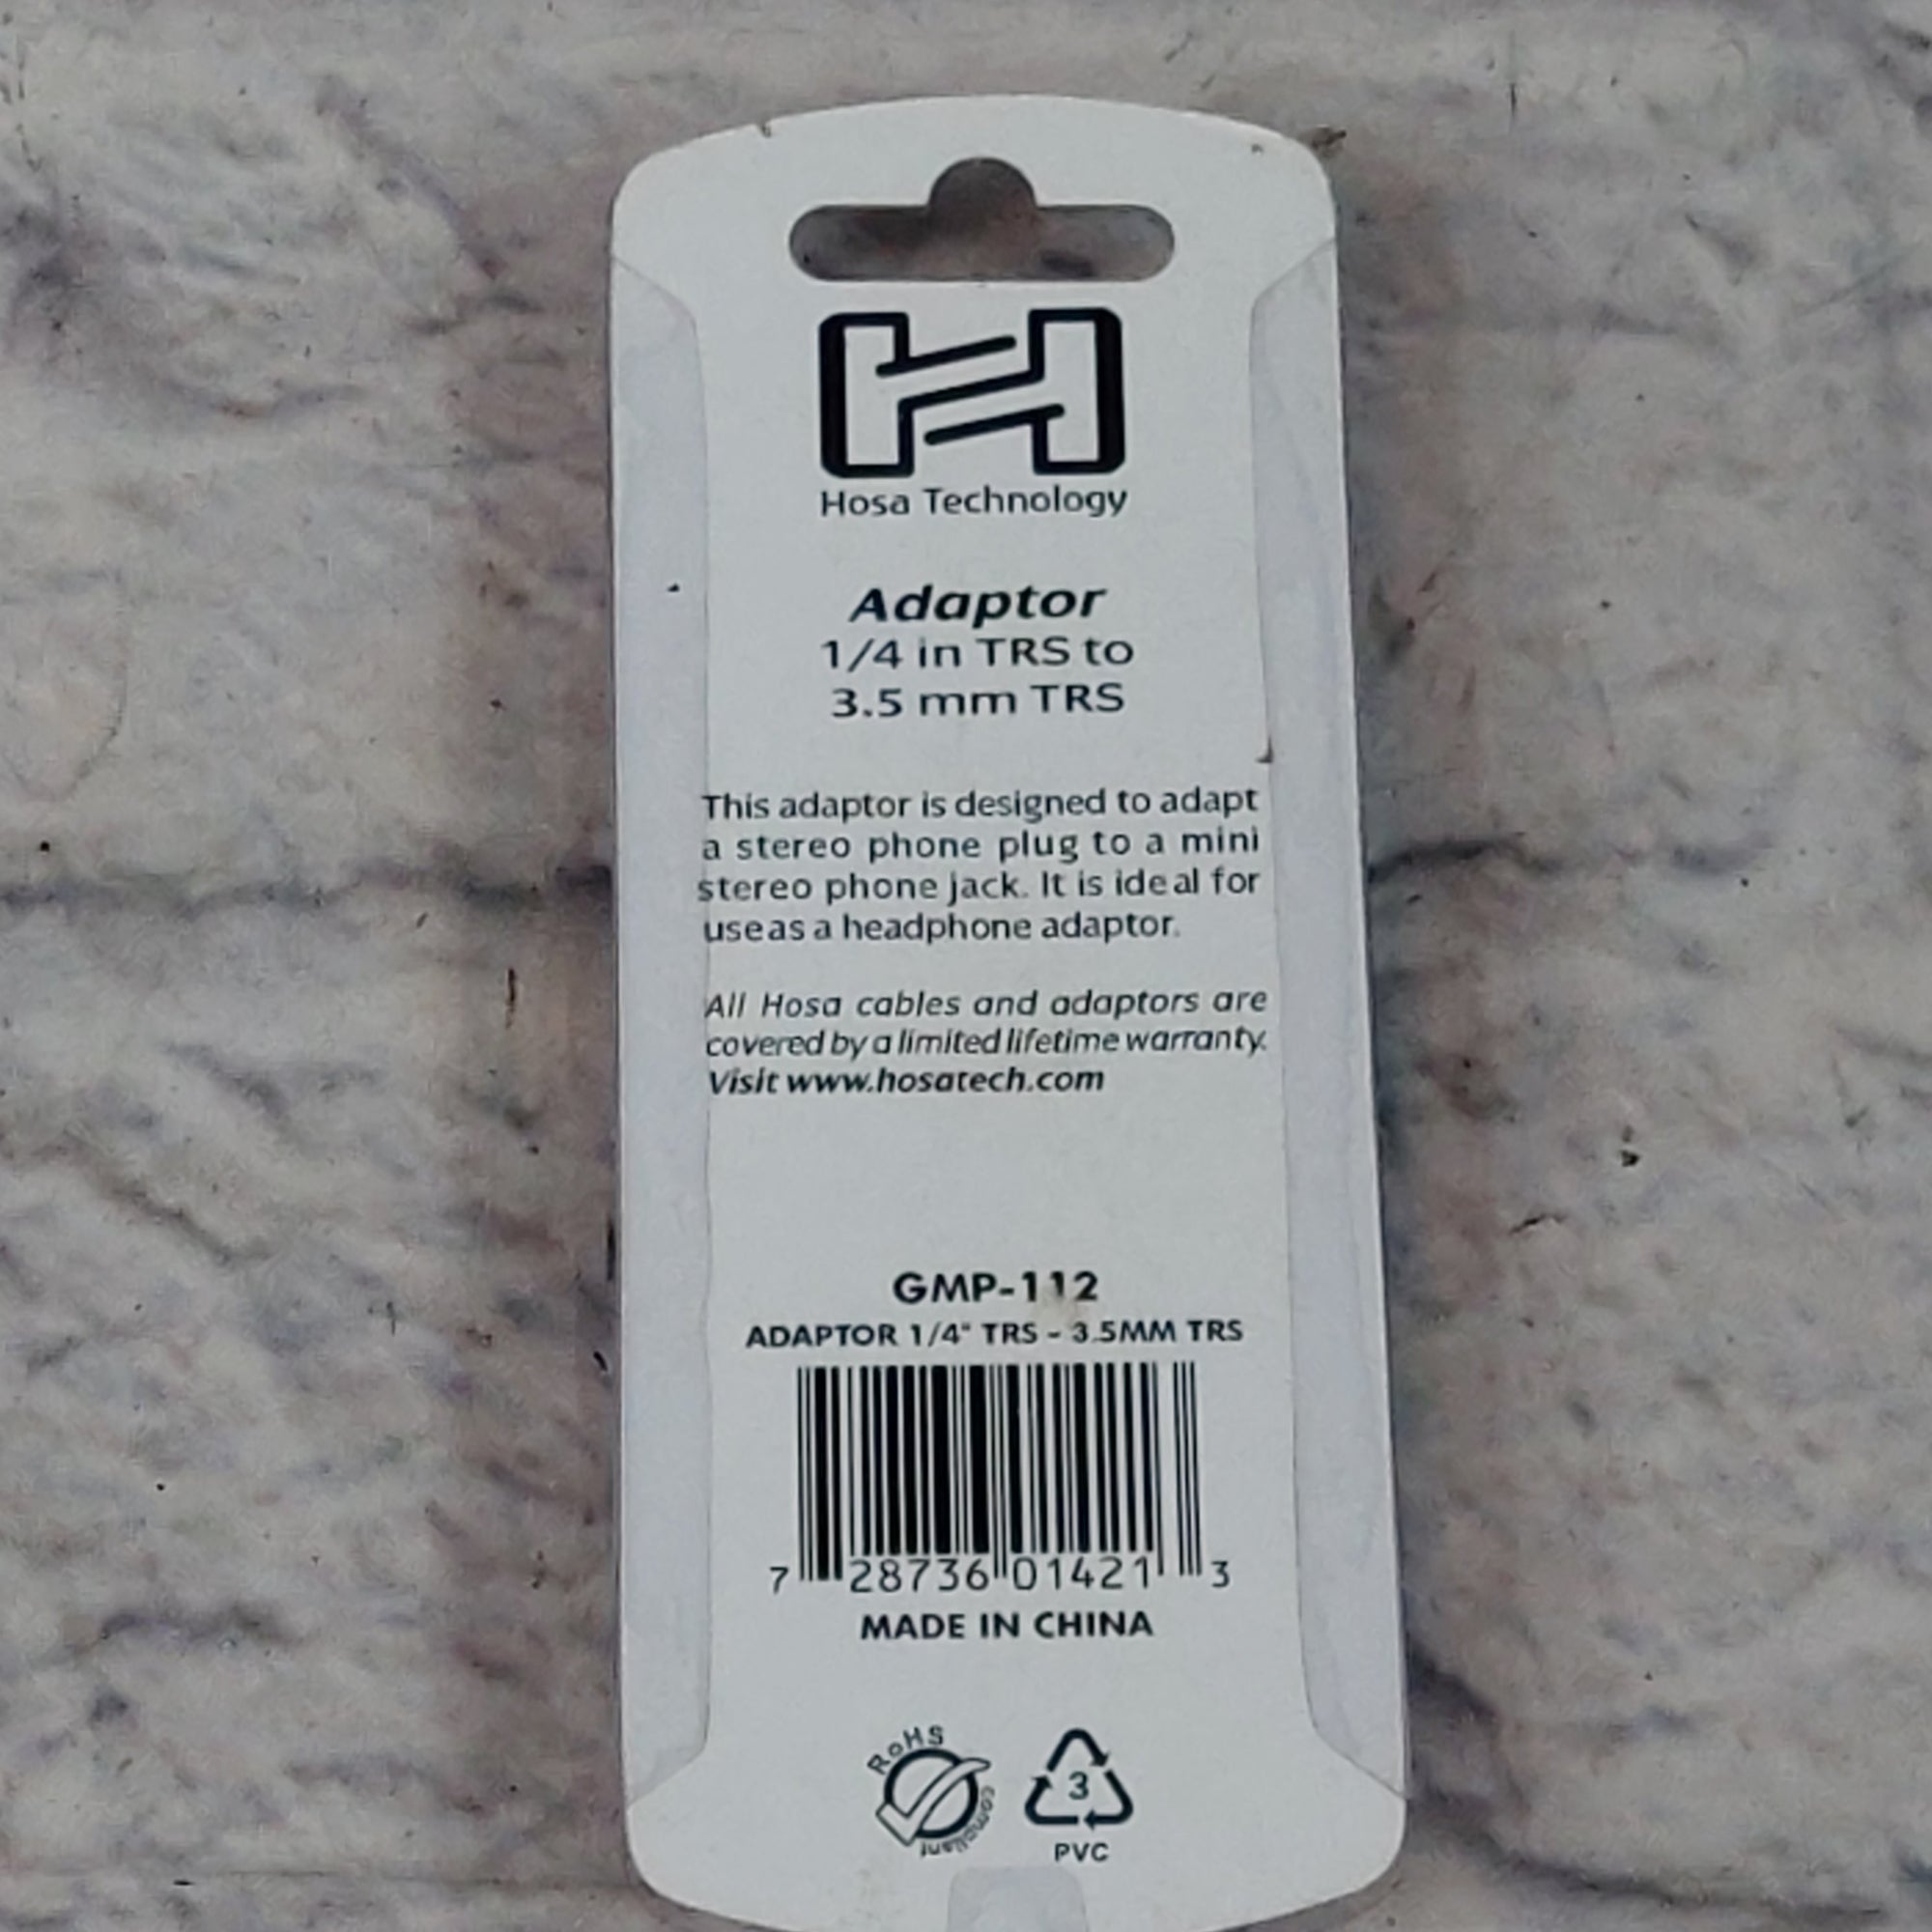 Hosa Technology
Adaptor
1/4 in TRS to
3.5 mm TRS
This adaptor is designed to adapt
a stereo phone plug to a mini
stereo phone jack. It is ideal for
use as a headphone adaptor.
All Hosa cables and adaptors are
covered by a limited lifetime warranty.
Visit www.hosatech.com
GMP-112
ADAPTOR 1/4" TRS - 3.5MM TRS
7 28736 01421 3
MADE IN CHINA
RoHS
compliant
3
PVC